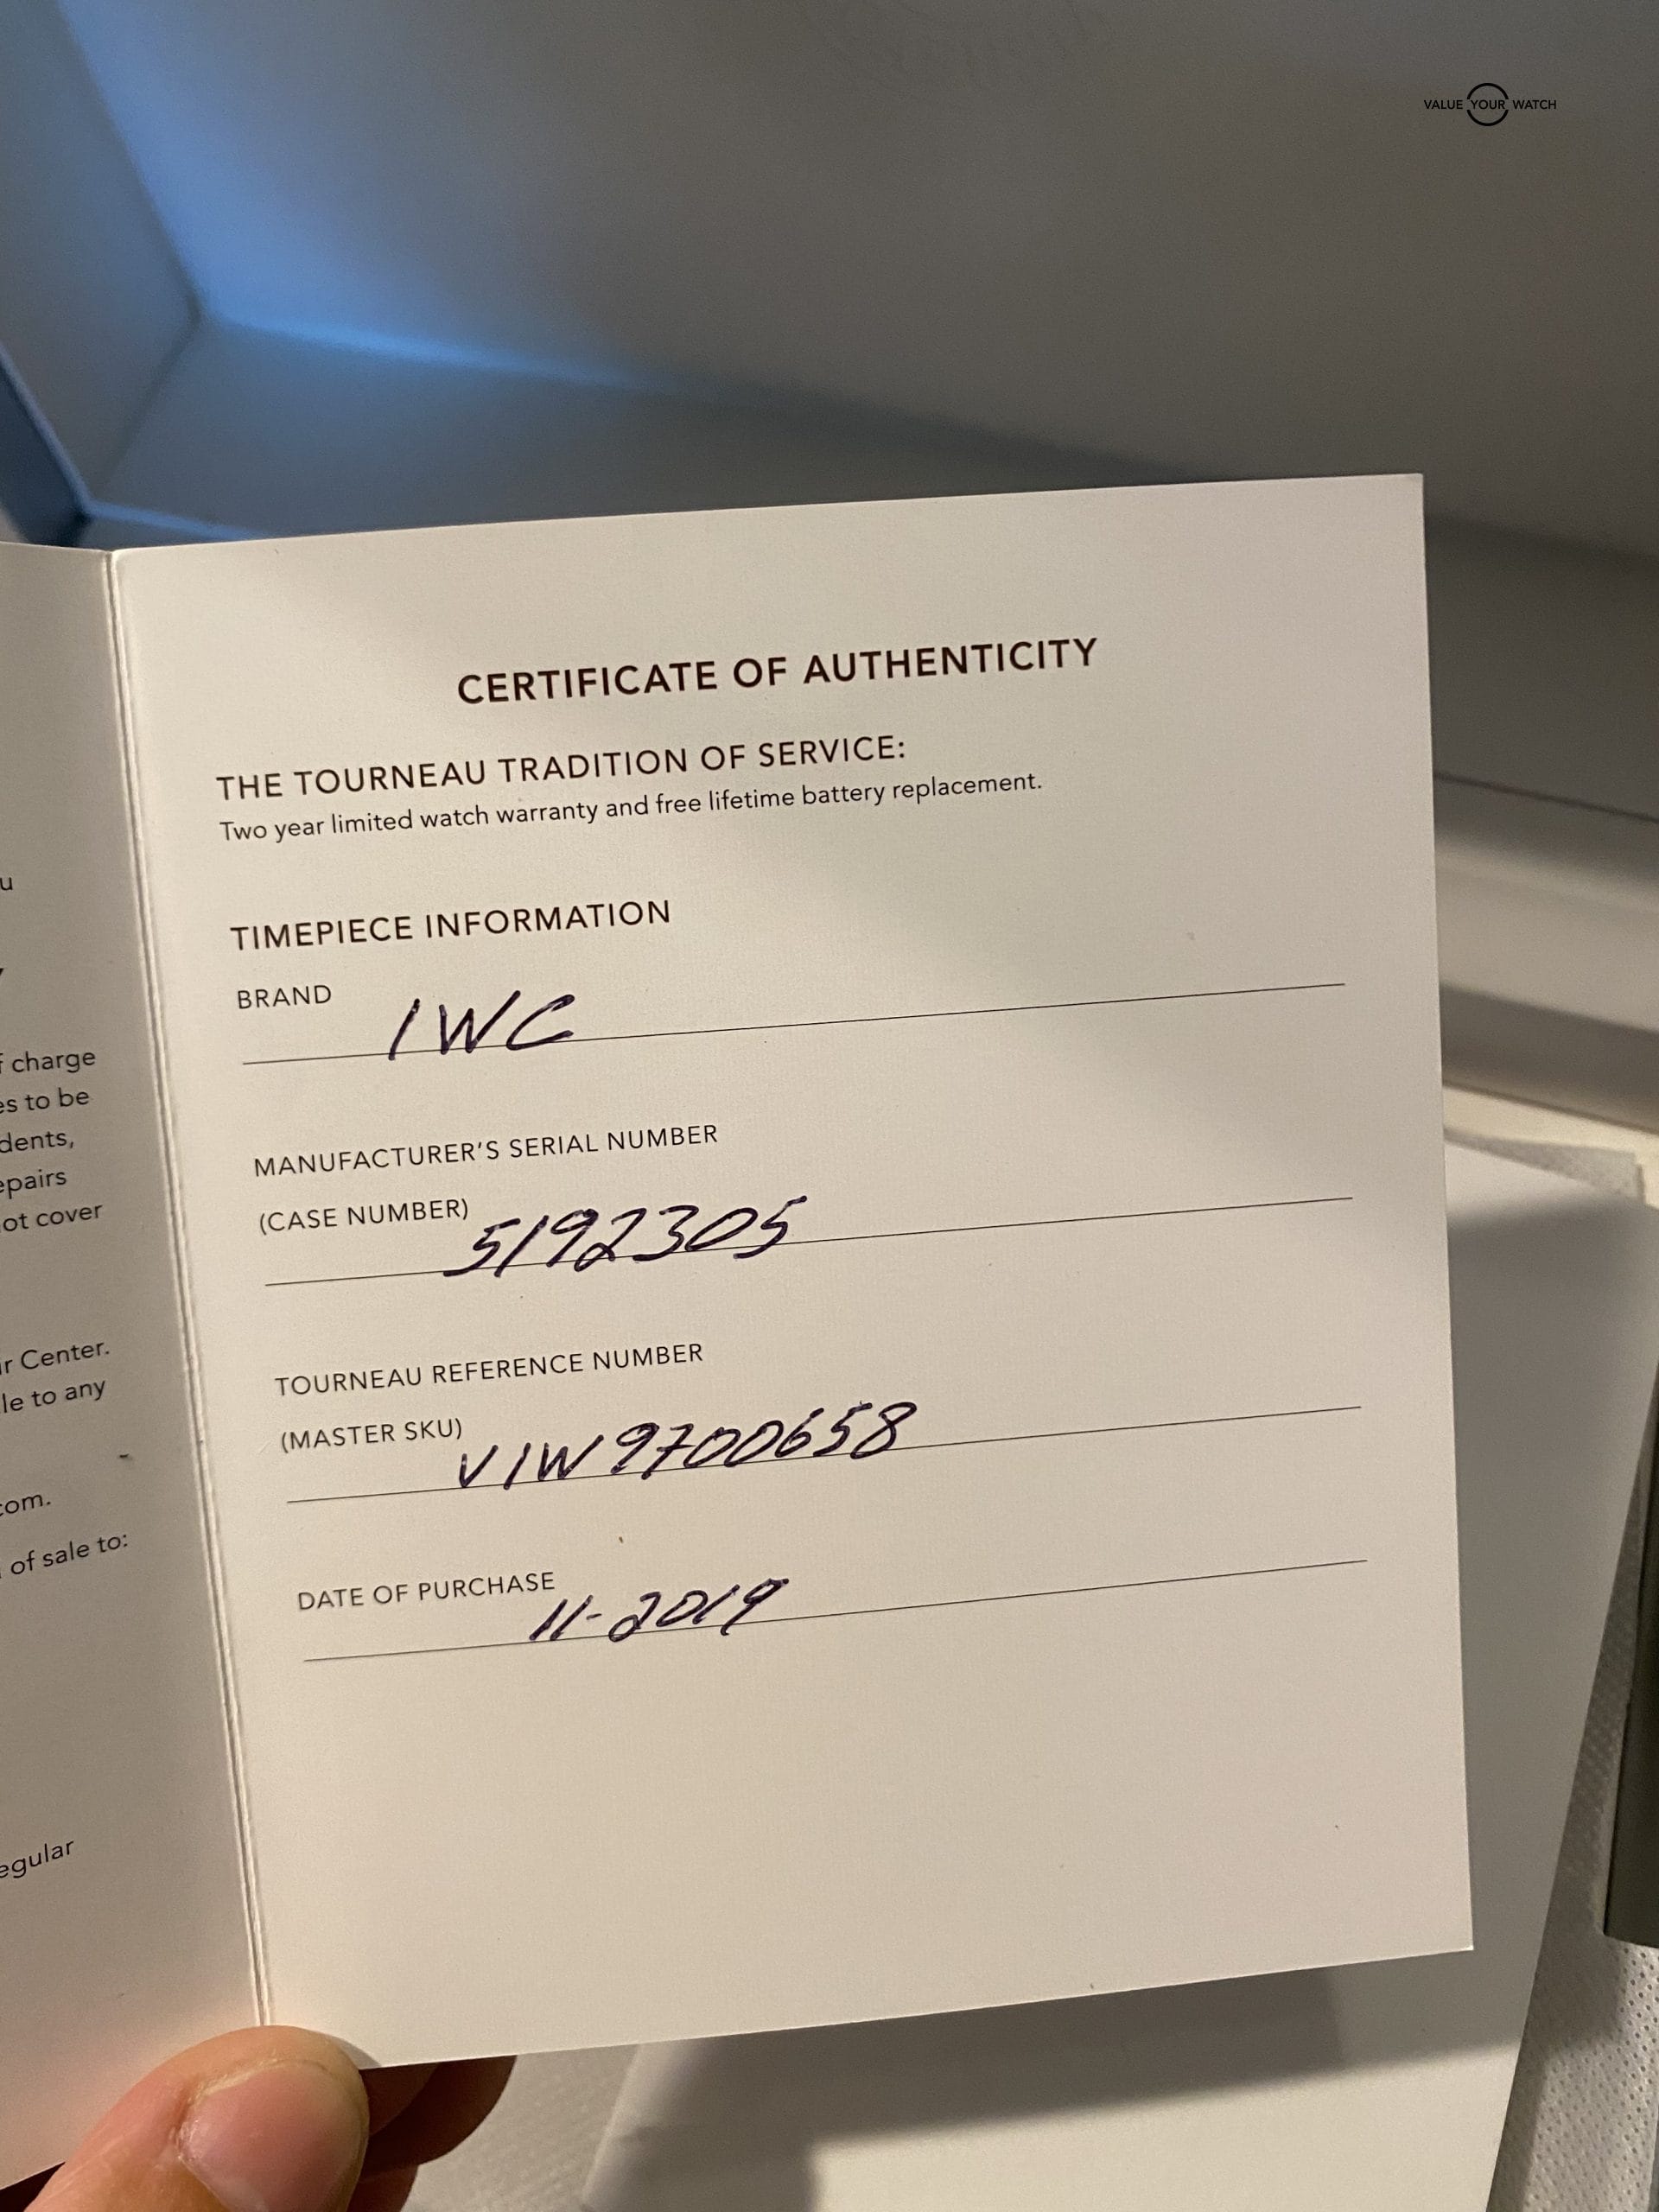 VALUE YOUR WATCH
u
f charge
es to be
dents,
epairs
ot cover
ir Center.
le to any
com.
of sale to:
egular
CERTIFICATE OF AUTHENTICITY
THE TOURNEAU TRADITION OF SERVICE:
Two year limited watch warranty and free lifetime battery replacement.
TIMEPIECE INFORMATION
BRAND IWC
MANUFACTURER'S SERIAL NUMBER
(CASE NUMBER) 5192305
TOURNEAU REFERENCE NUMBER
(MASTER SKU) VIW9700658
DATE OF PURCHASE 11-2019